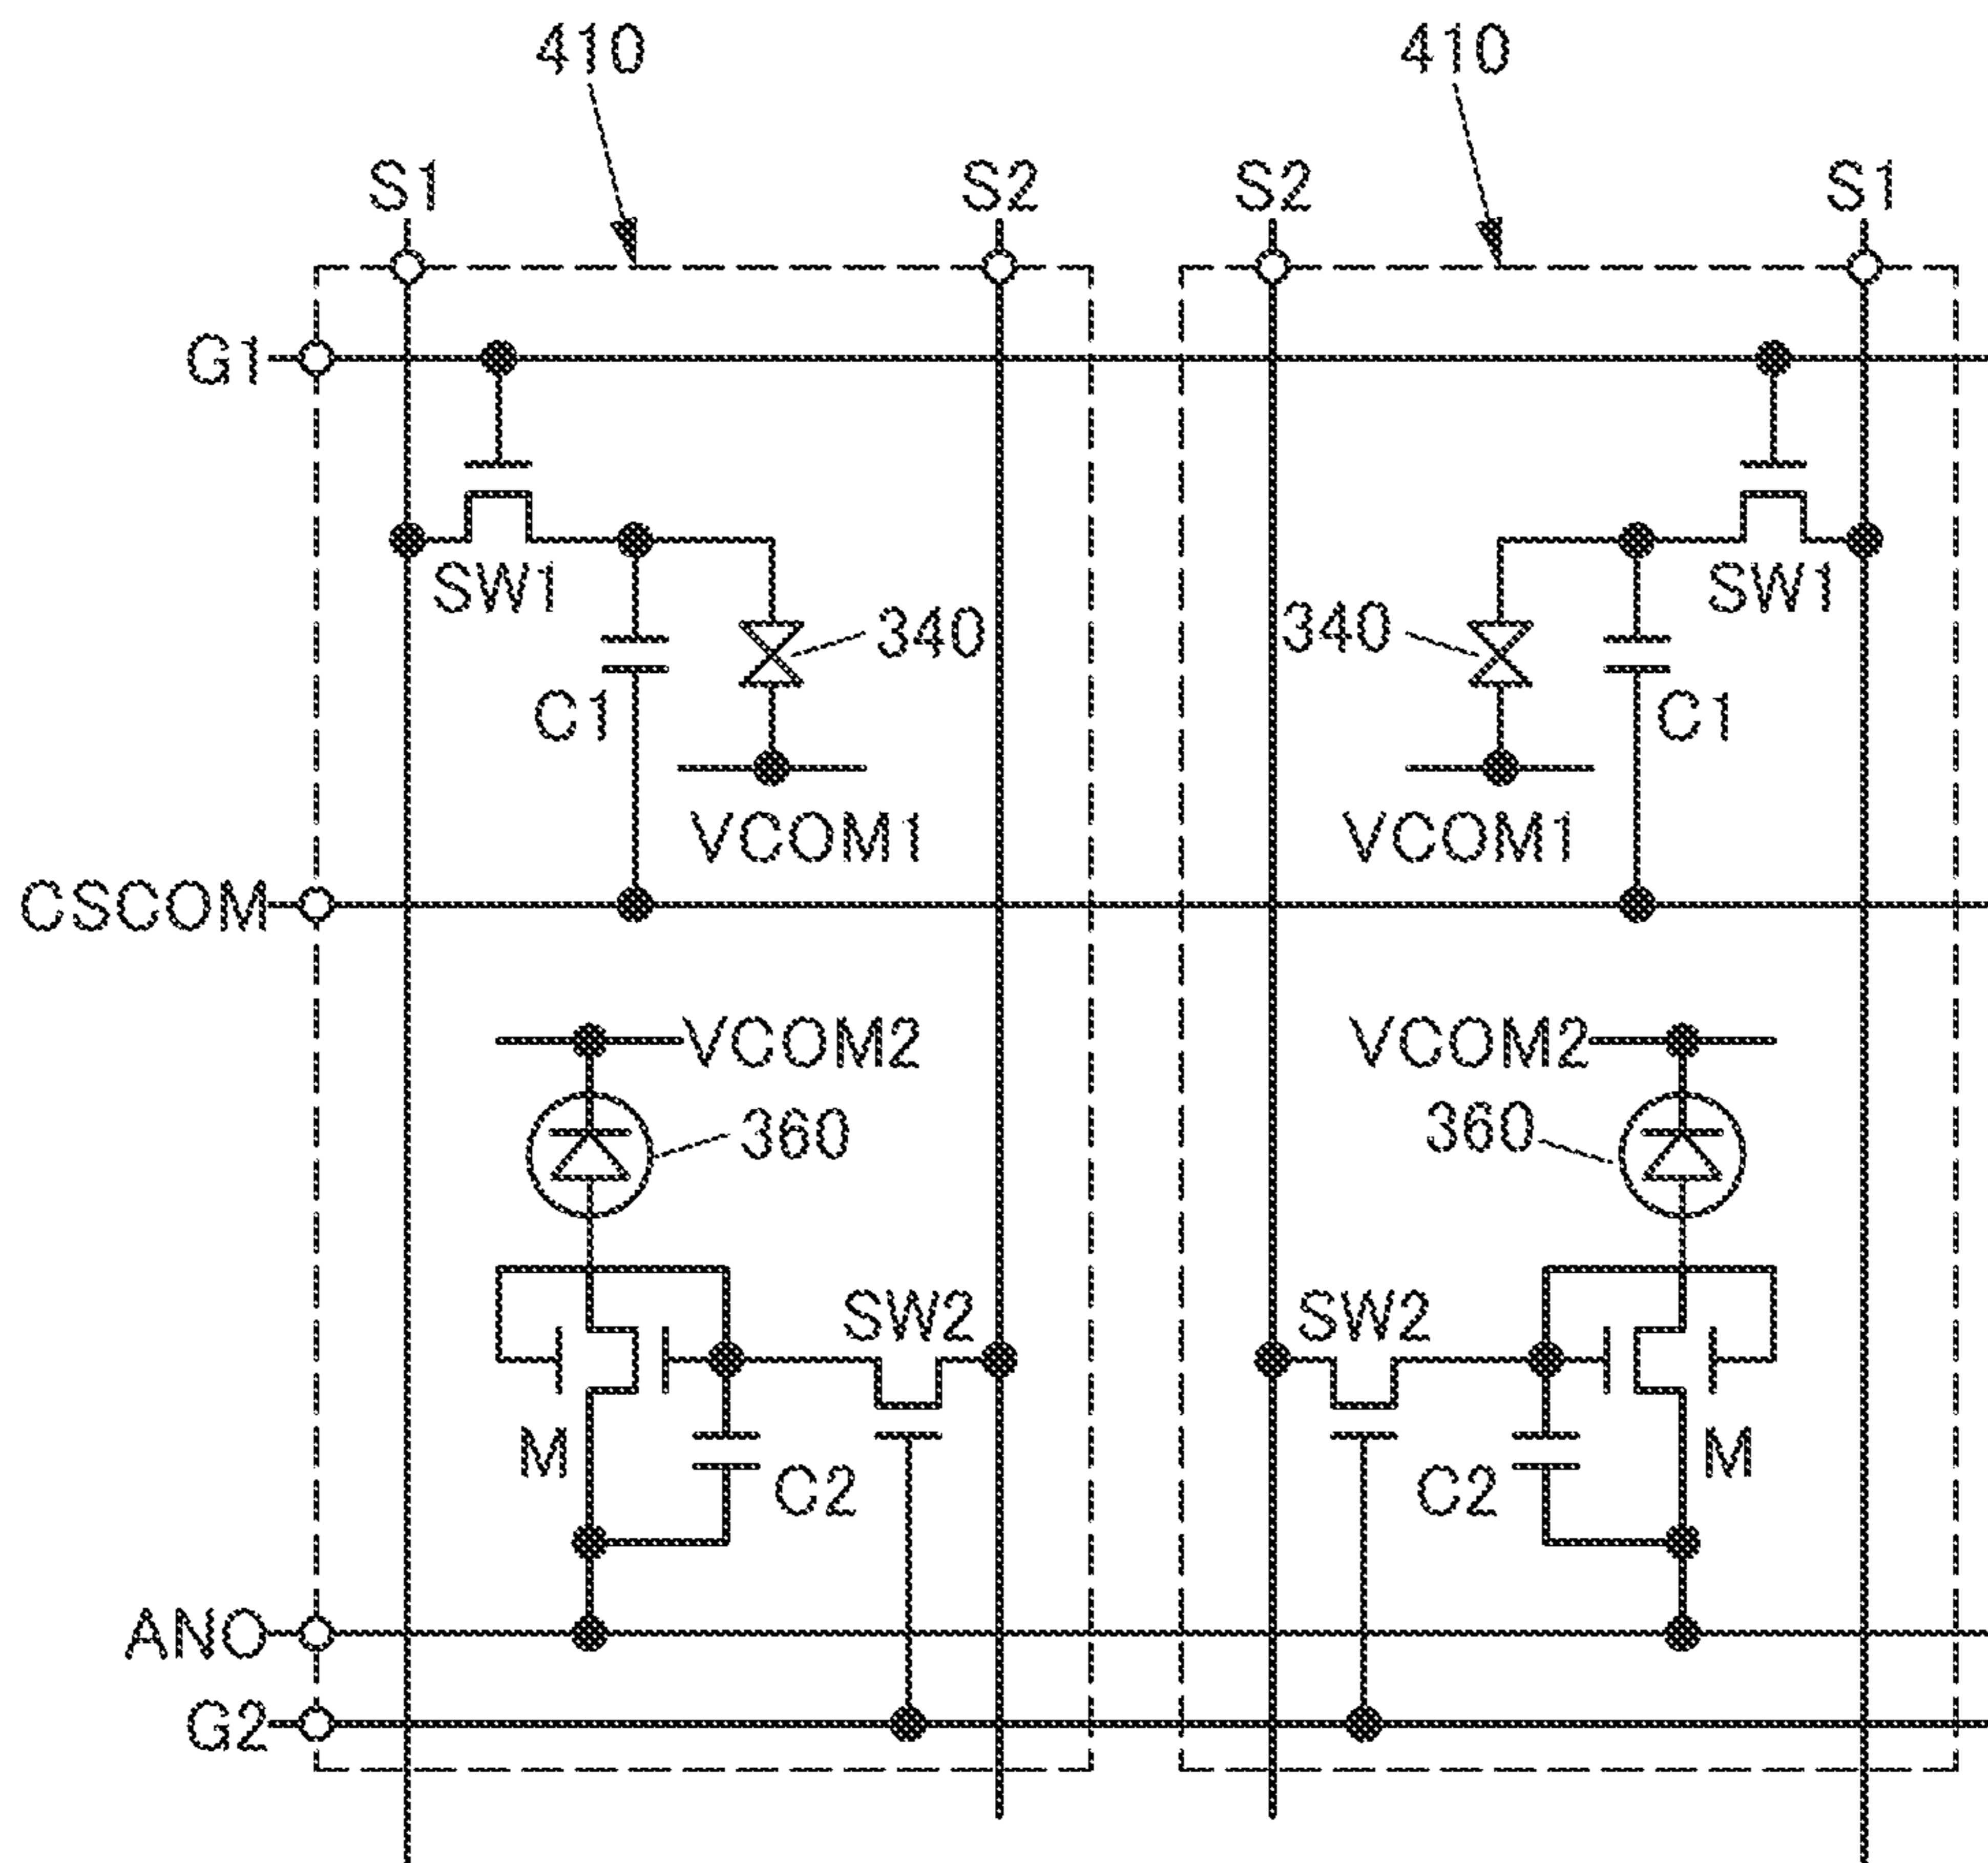 410 410
S1 S2 S2 S1
G1
SW1 SW1
340 340
C1 C1
VCOM1 VCOM1
CSCOM
VCOM2 VCOM2
360 360
SW2 SW2
M M
C2 C2
ANO
G2